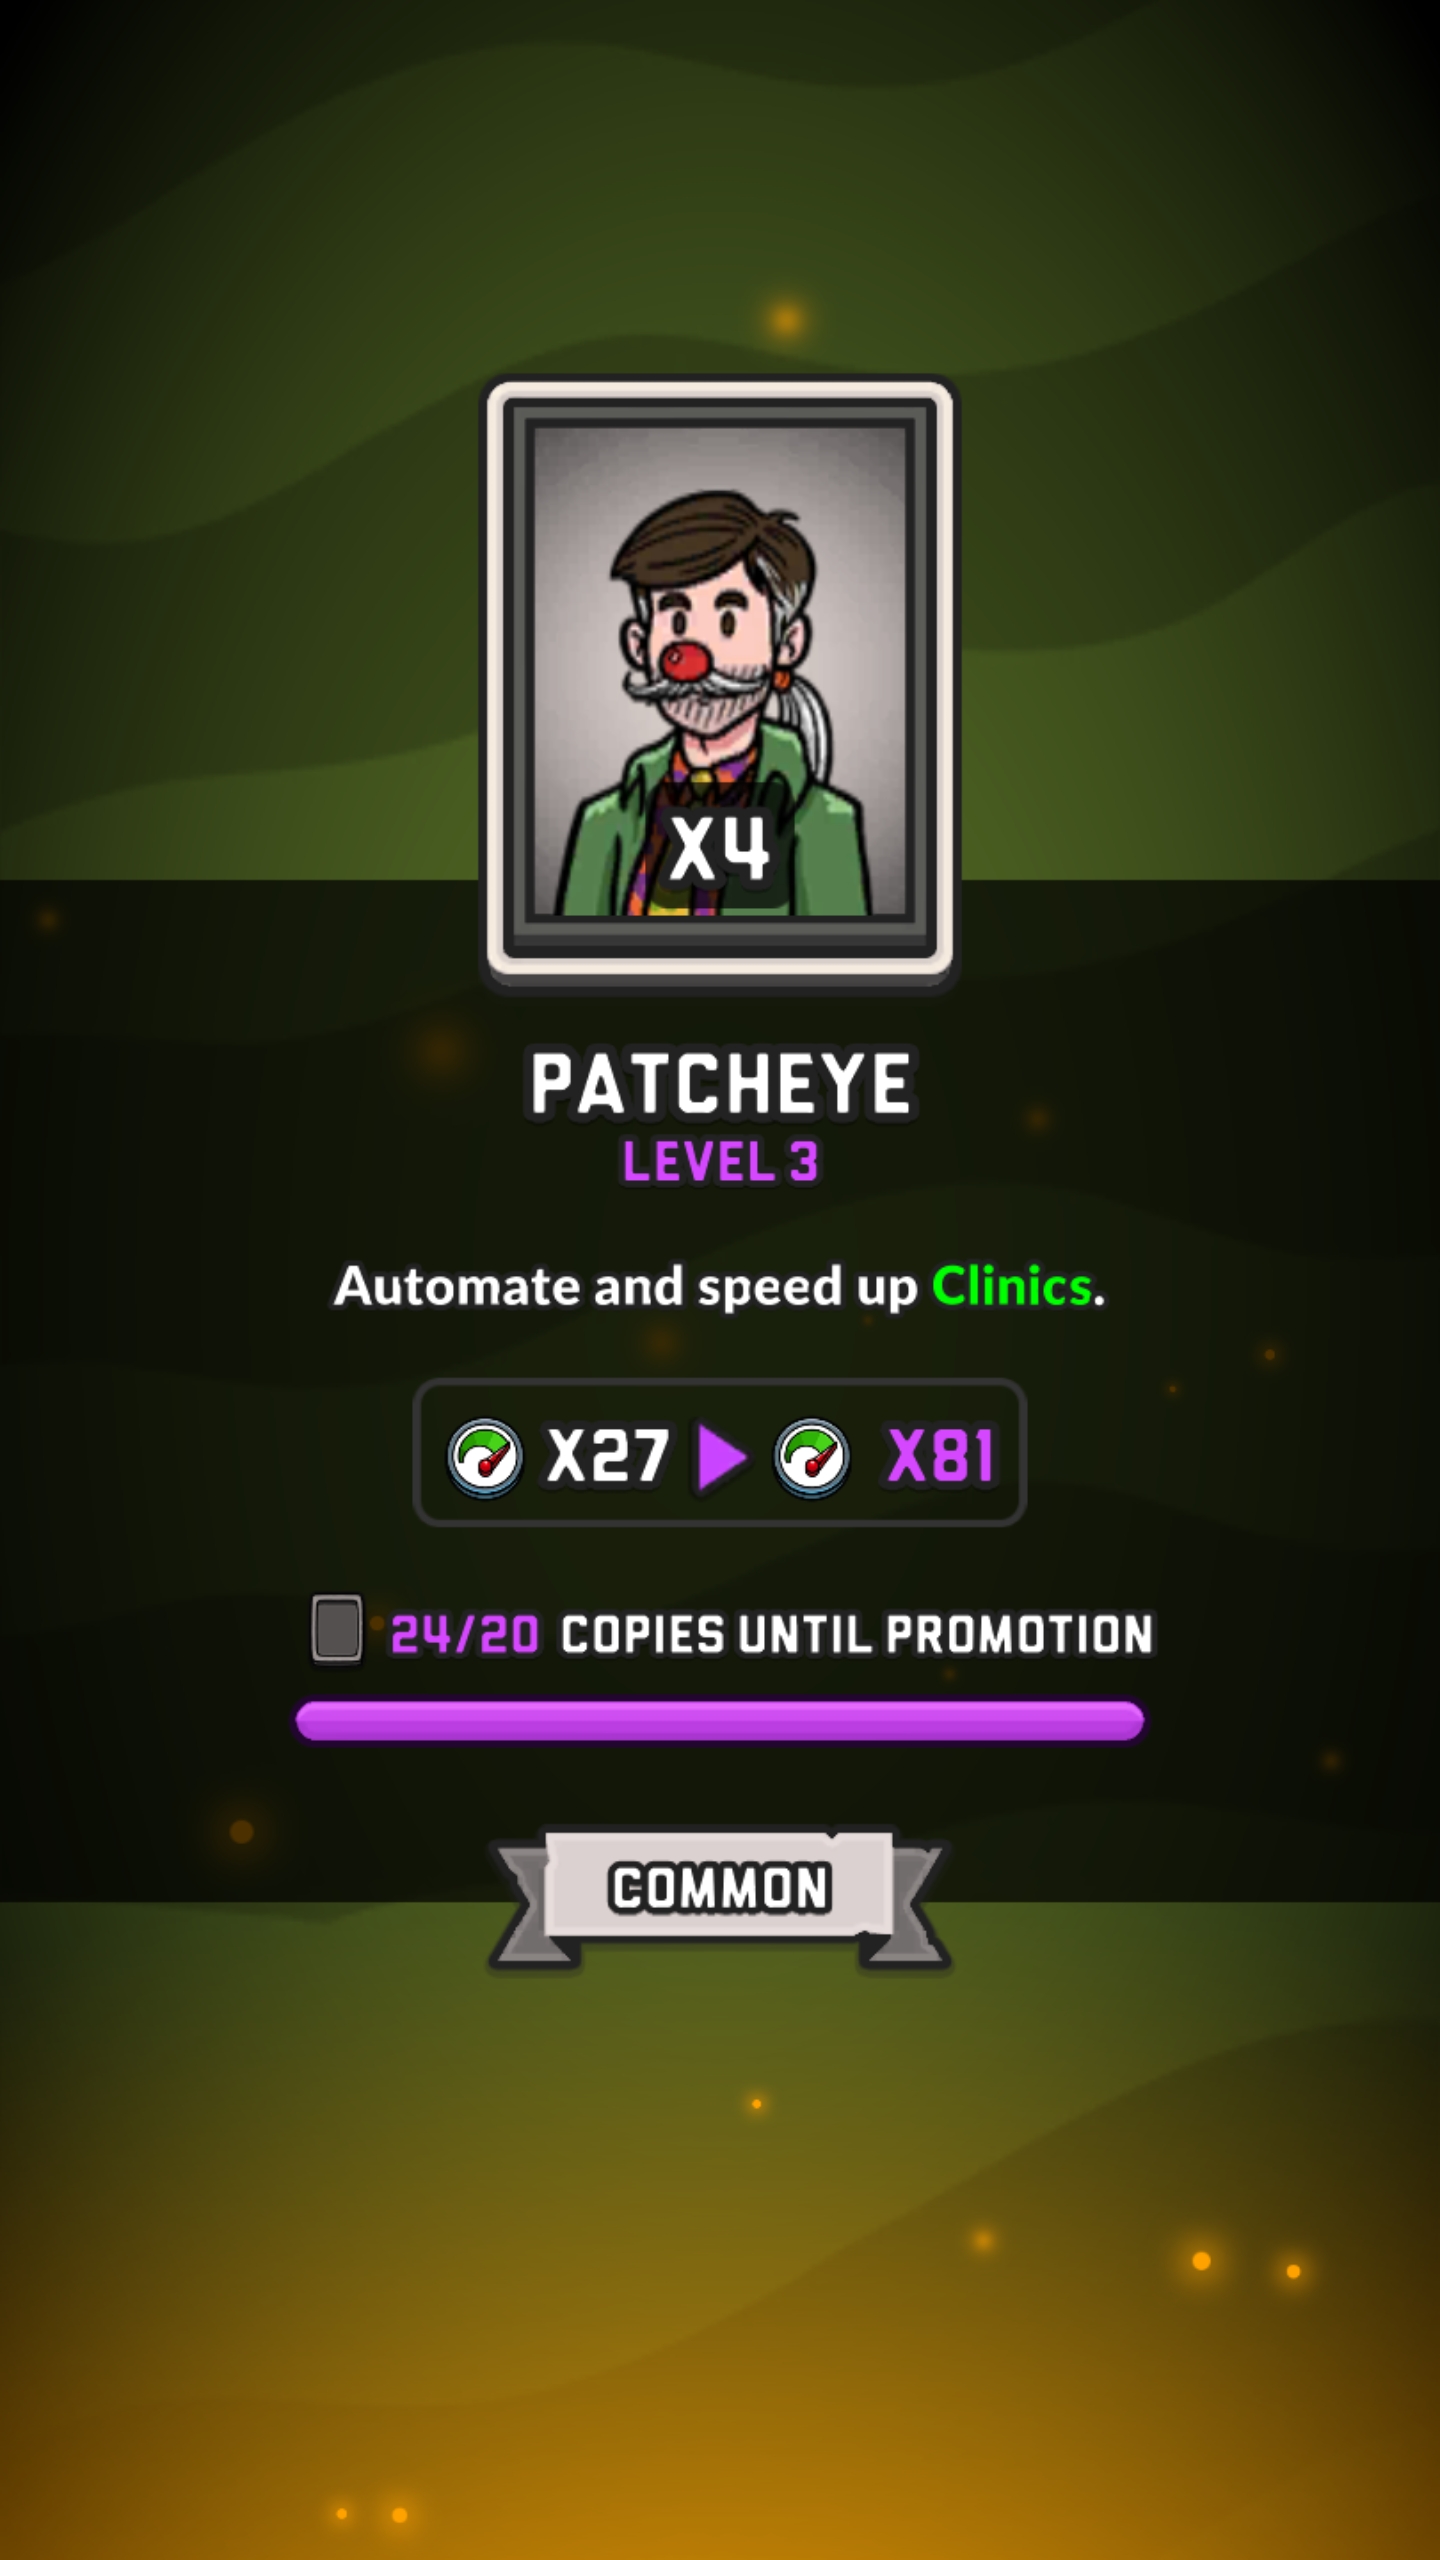 X4
PATCHEYE
LEVEL 3
Automate and speed up Clinics.
X27 X81
24/20 COPIES UNTIL PROMOTION
COMMON